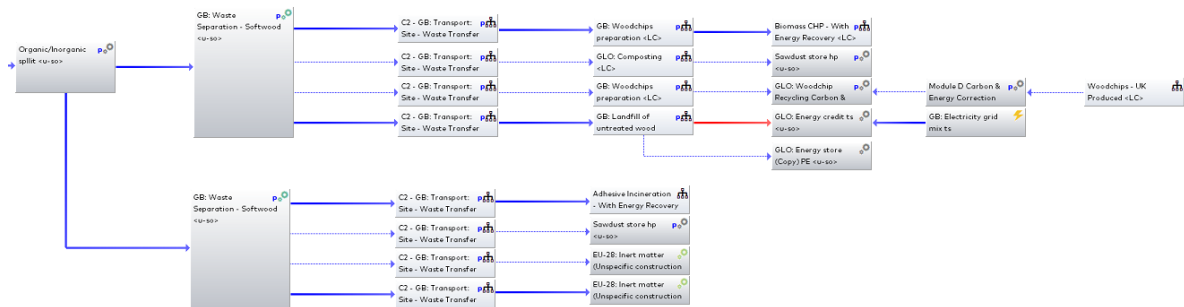 GB: Waste
Separation - Softwood
<u-so>
C2 - GB: Transport:
Site - Waste Transfer
GB: Woodchips
preparation <LC>
Biomass CHP - With
Energy Recovery <LC>
Organic/Inorganic
spllit <u-so>
C2 - GB: Transport:
Site - Waste Transfer
GLO: Composting
<LC>
Sawdust store hp
<u-so>
C2 - GB: Transport:
Site - Waste Transfer
GB: Woodchips
preparation <LC>
GLO: Woodchip
Recycling Carbon &
Module D Carbon &
Energy Correction
Woodchips - UK
Produced <LC>
C2 - GB: Transport:
Site - Waste Transfer
GB: Landfill of
untreated wood
GLO: Energy credit ts
<u-so>
GB: Electricity grid
mix ts
GLO: Energy store
(Copy) PE <u-so>
GB: Waste
Separation - Softwood
<u-so>
C2 - GB: Transport:
Site - Waste Transfer
Adhesive Incineration
- With Energy Recovery
C2 - GB: Transport:
Site - Waste Transfer
Sawdust store hp
<u-so>
C2 - GB: Transport:
Site - Waste Transfer
EU-28: Inert matter
(Unspecific construction
C2 - GB: Transport:
Site - Waste Transfer
EU-28: Inert matter
(Unspecific construction